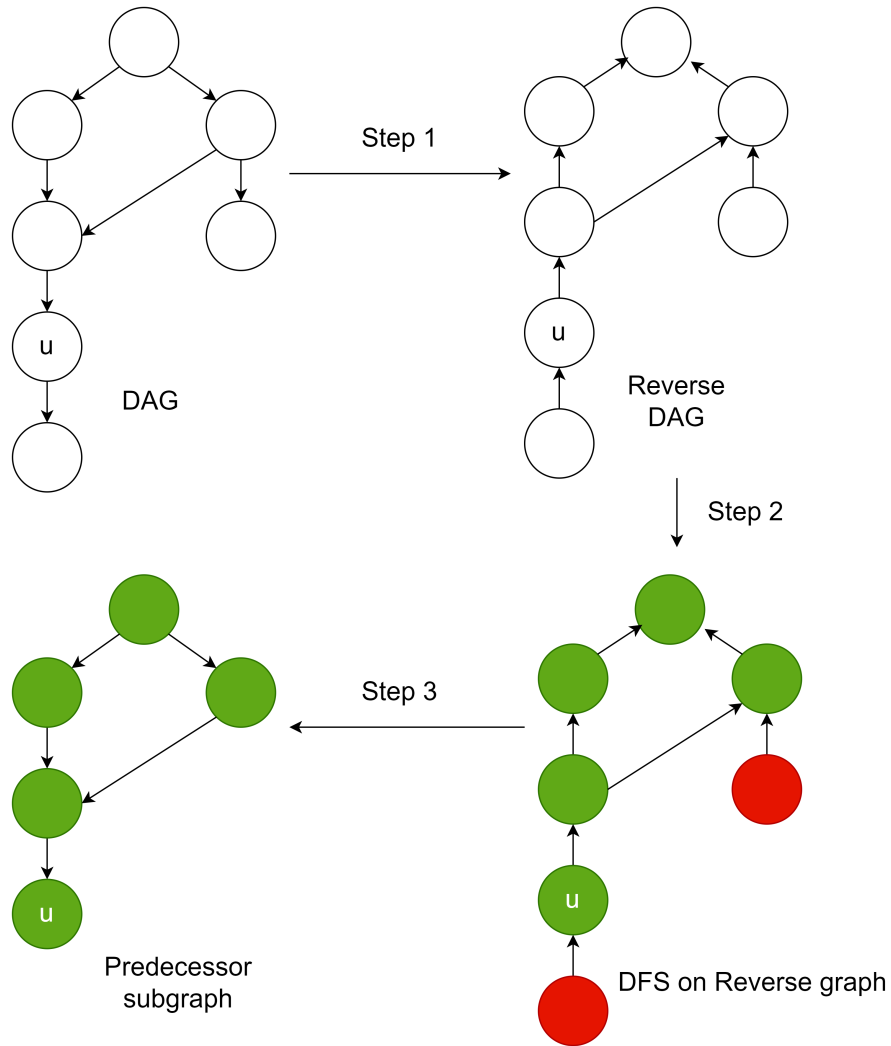 Step 1
u
u
DAG
Reverse
DAG
Step 2
Step 3
u
u
Predecessor
subgraph
DFS on Reverse graph